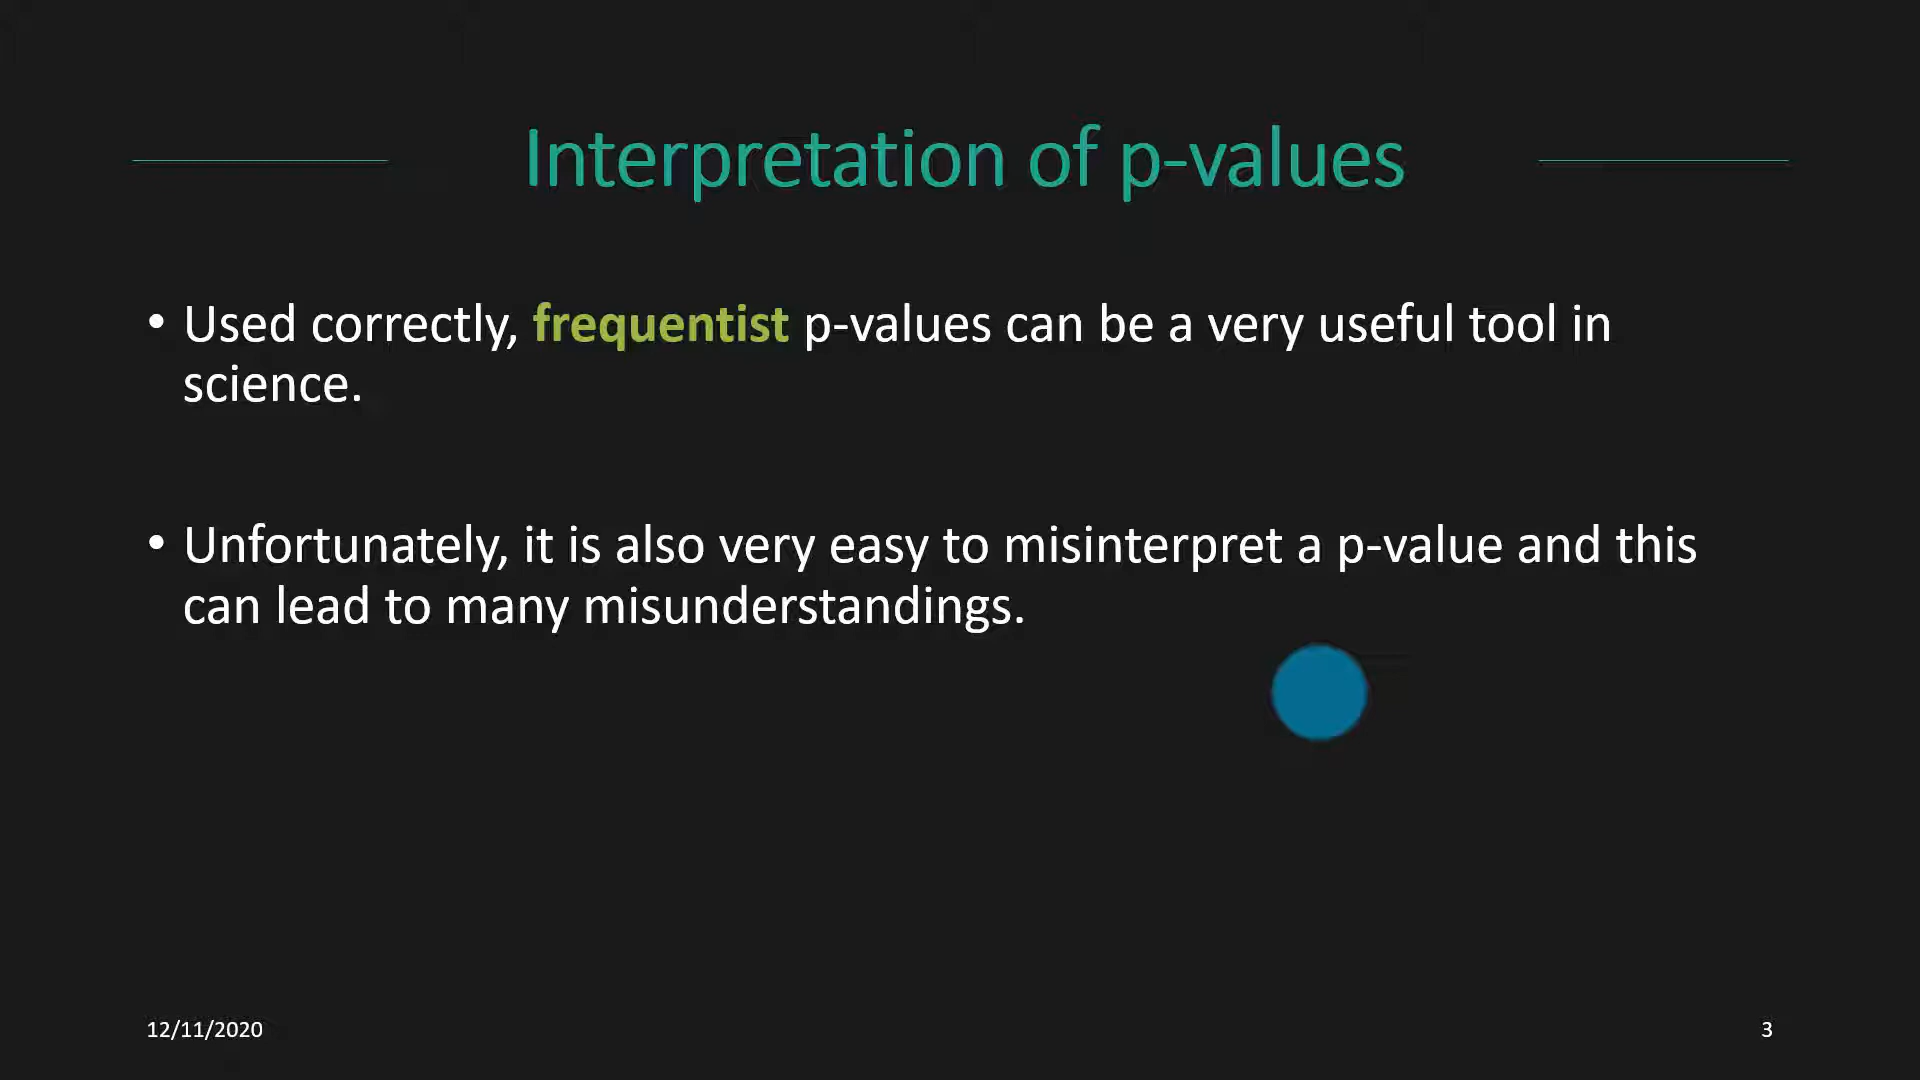 Interpretation of p-values
• Used correctly, frequentist p-values can be a very useful tool in
science.
• Unfortunately, it is also very easy to misinterpret a p-value and this
can lead to many misunderstandings.
12/11/2020
3